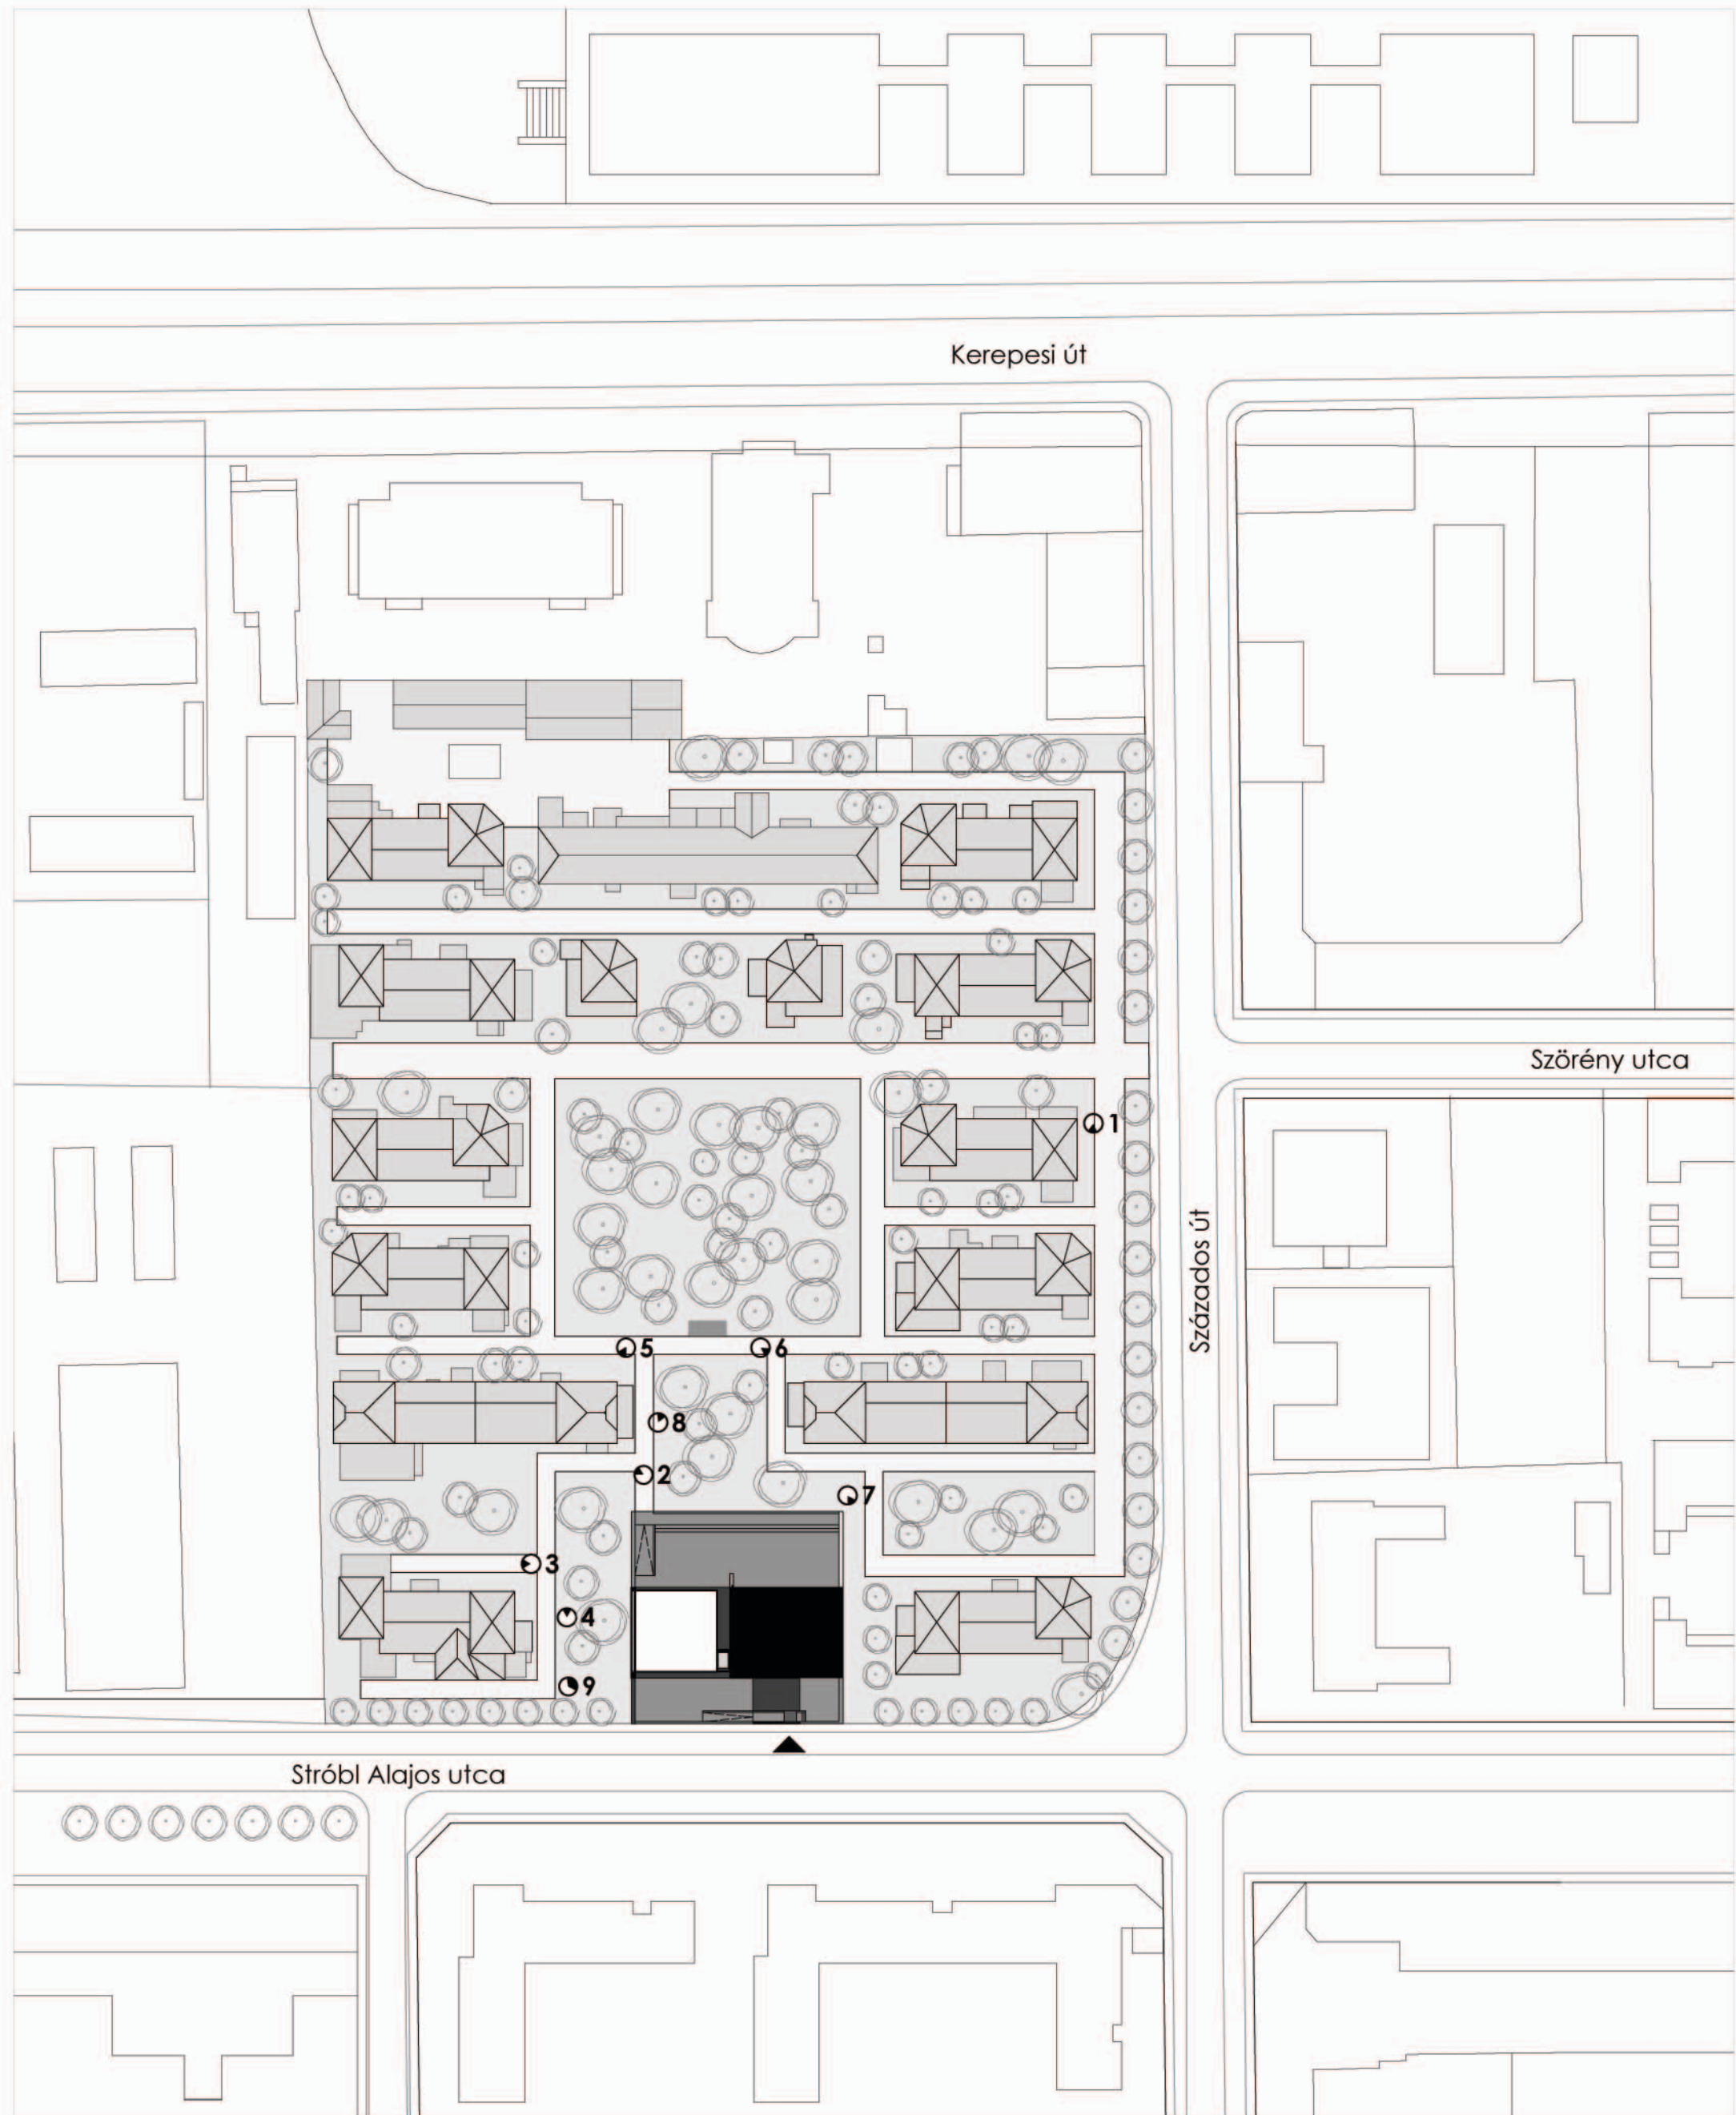 Kerepesi út
Szörény utca
1
Százados út
5
6
8
2
7
3
4
9
Stróbl Alajos utca